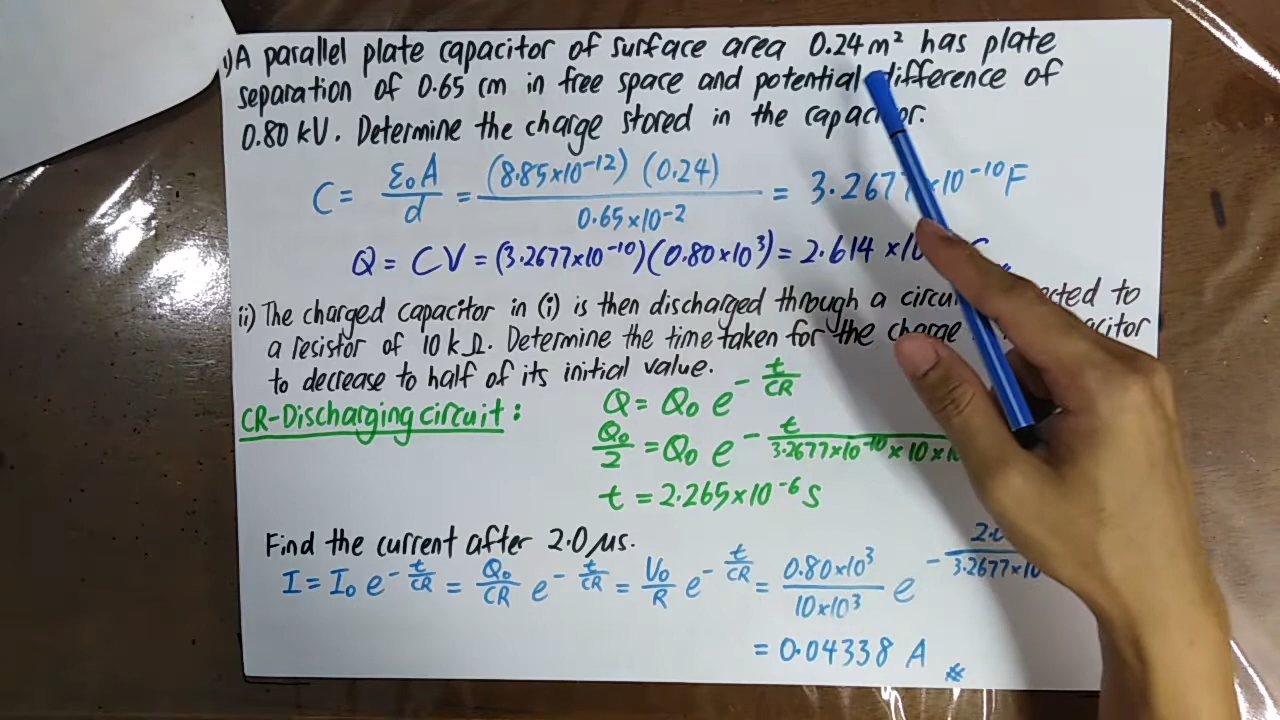 i) A parallel plate capacitor of surface area 0.24 m² has plate
separation of 0.65 cm in free space and potential difference of
0.80 kV. Determine the charge stored in the capacitor.
C = ε₀A / d = (8.85×10⁻¹²) (0.24) / 0.65×10⁻² = 3.2677×10⁻¹⁰ F
Q = CV = (3.2677×10⁻¹⁰)(0.80×10³) = 2.614 ×10 C
ii) The charged capacitor in (i) is then discharged through a ected to
a resistor of 10 kΩ. Determine the time taken for the charge
to decrease to half of its initial value.
CR-Discharging circuit :
Q = Q₀ e^(- t/CR)
Q₀/2 = Q₀ e^(- t / 3.2677×10⁻¹⁰ × 10 ×
t = 2.265×10⁻⁶ s
Find the current after 2.0 μs.
I = I₀ e^(- t/CR) = Q₀/CR e^(- t/CR) = V₀/R e^(- t/CR) = 0.80×10³ / 10×10³ e^(- 2.0 / 3.2677×10
= 0.04338 A